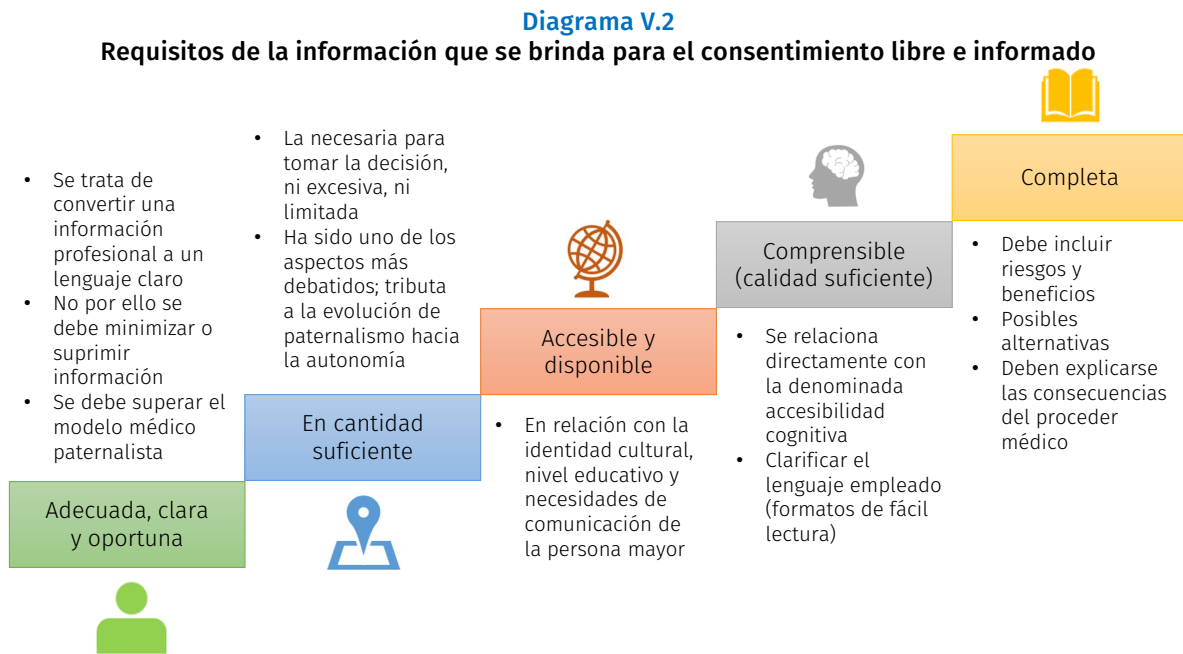 Diagrama V.2
Requisitos de la información que se brinda para el consentimiento libre e informado
• Se trata de
convertir una
información
profesional a un
lenguaje claro
• No por ello se
debe minimizar o
suprimir
información
• Se debe superar el
modelo médico
paternalista
Adecuada, clara
y oportuna
• La necesaria para
tomar la decisión,
ni excesiva, ni
limitada
• Ha sido uno de los
aspectos más
debatidos; tributa
a la evolución de
paternalismo hacia
la autonomía
En cantidad
suficiente
Accesible y
disponible
• En relación con la
identidad cultural,
nivel educativo y
necesidades de
comunicación de
la persona mayor
Comprensible
(calidad suficiente)
• Se relaciona
directamente con
la denominada
accesibilidad
cognitiva
• Clarificar el
lenguaje empleado
(formatos de fácil
lectura)
Completa
• Debe incluir
riesgos y
beneficios
• Posibles
alternativas
• Deben explicarse
las consecuencias
del proceder
médico